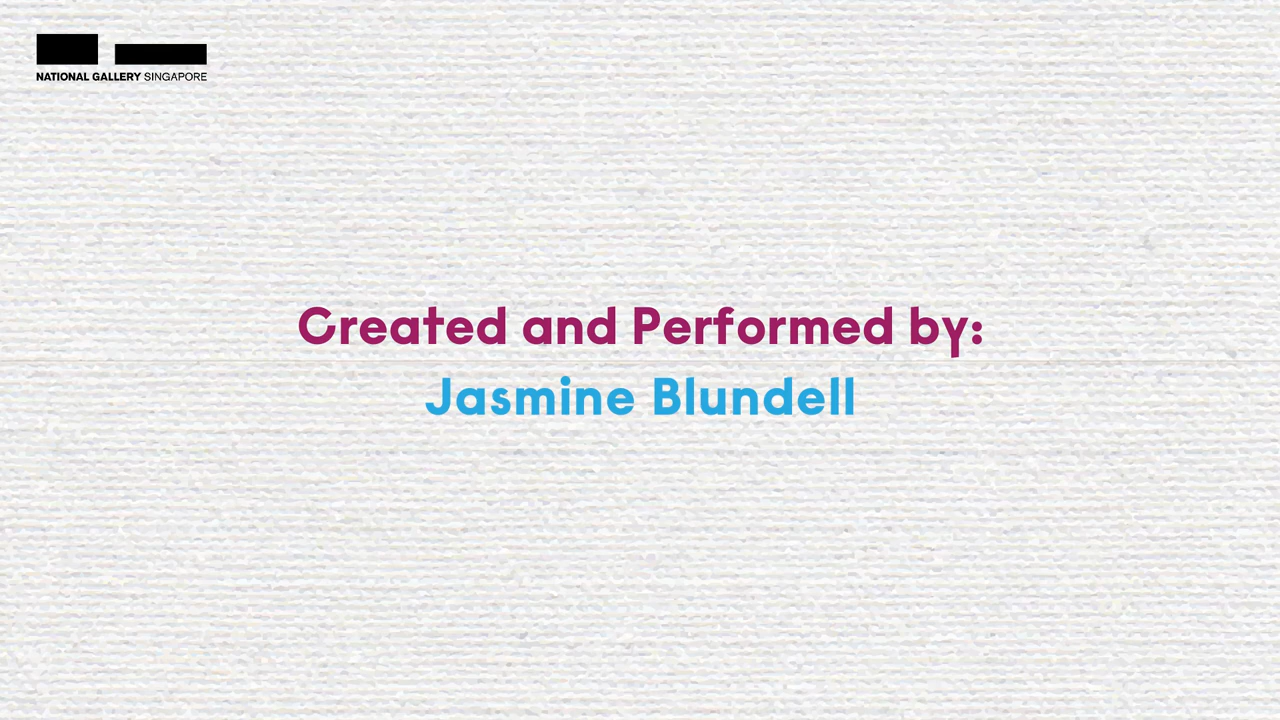 NATIONAL GALLERY SINGAPORE
Created and Performed by:
Jasmine Blundell